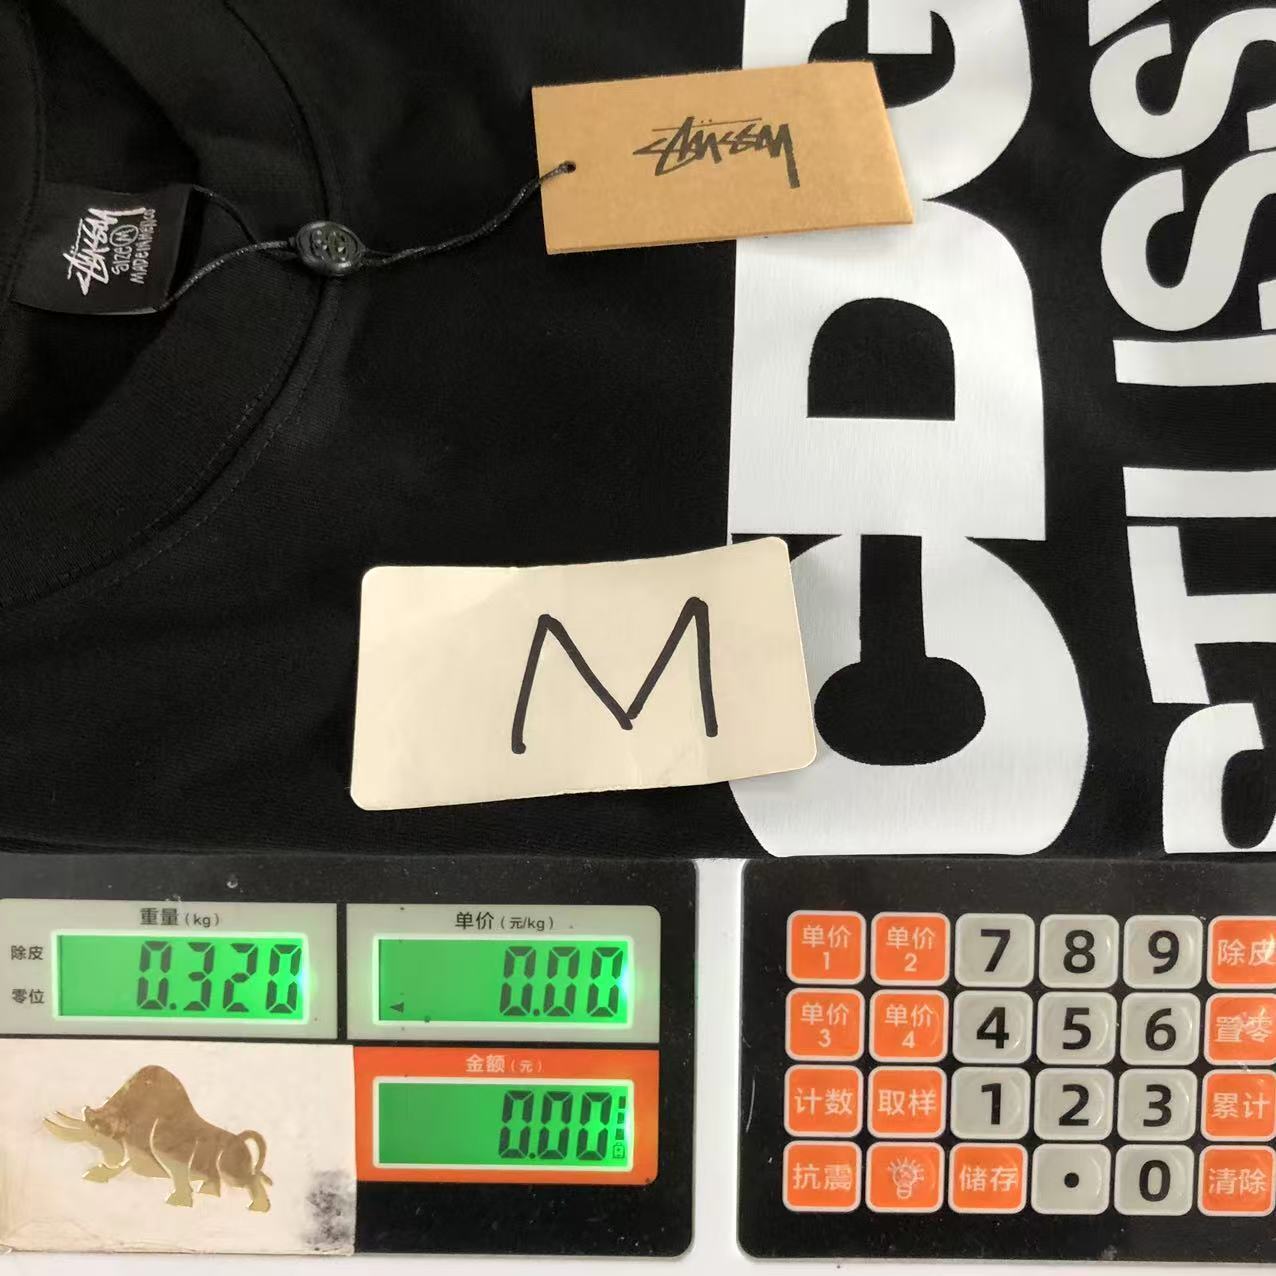 STÜSSY
STÜSSY
SIZE M
MADE IN MEXICO
CDG
STÜSSY
M
重量(kg)
单价(元/kg)
除皮
零位
0.320
0.00
金额(元)
0.00
单价1
单价2
7
8
9
除皮
单价3
单价4
4
5
6
置零
计数
取样
1
2
3
累计
抗震
储存
.
0
清除